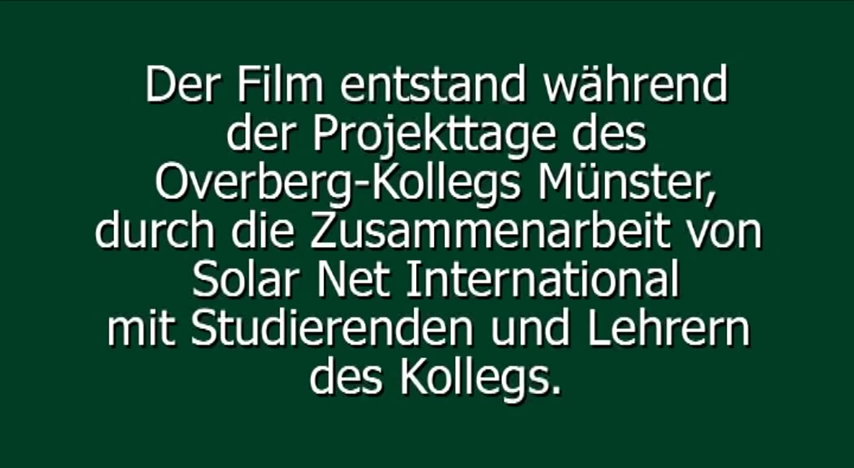 Der Film entstand während
der Projekttage des
Overberg-Kollegs Münster,
durch die Zusammenarbeit von
Solar Net International
mit Studierenden und Lehrern
des Kollegs.